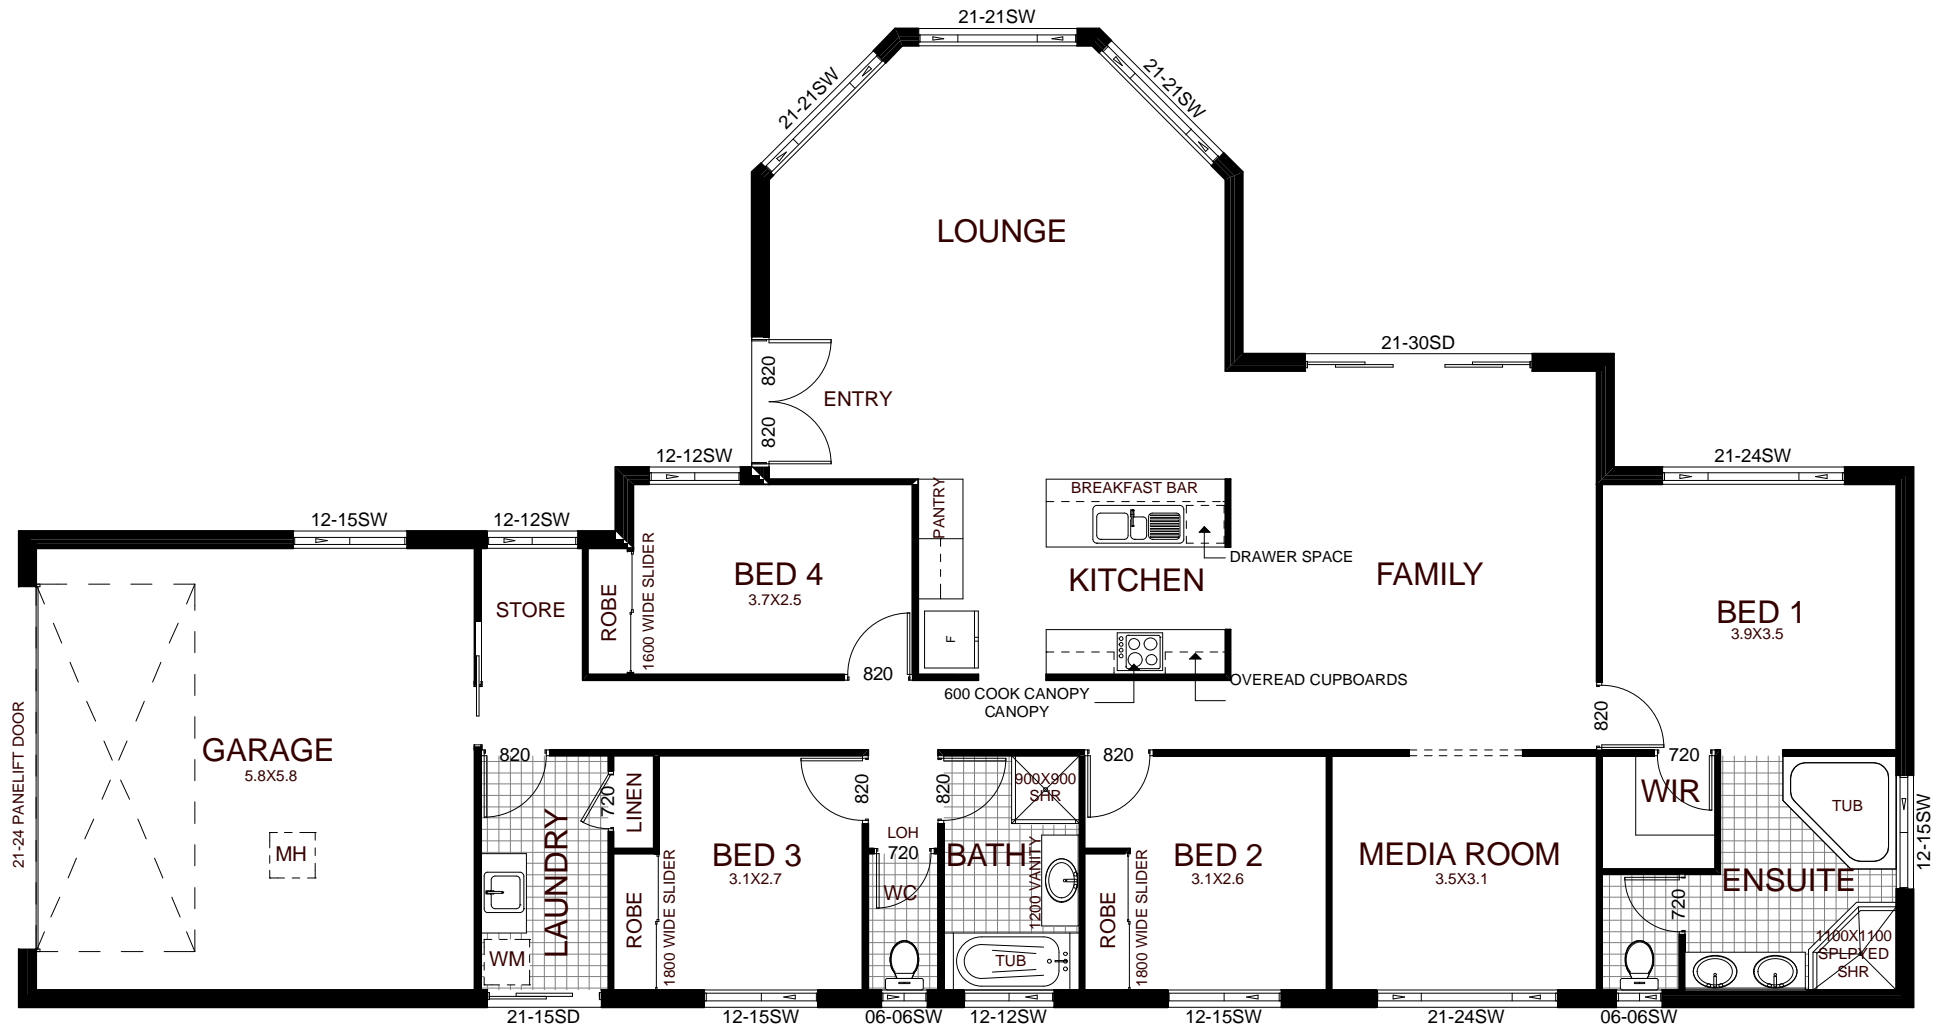 21-21SW
21-21SW
21-21SW
LOUNGE
21-30SD
820
820
ENTRY
12-12SW
21-24SW
12-15SW
12-12SW
PANTRY
BREAKFAST BAR
DRAWER SPACE
1600 WIDE SLIDER
ROBE
BED 4
3.7X2.5
KITCHEN
FAMILY
STORE
F
BED 1
3.9X3.5
820
600 COOK CANOPY
CANOPY
OVEREAD CUPBOARDS
820
21-24 PANELIFT DOOR
GARAGE
5.8X5.8
MH
820
720
LINEN
LAUNDRY
WM
ROBE
1800 WIDE SLIDER
BED 3
3.1X2.7
820
LOH
720
WC
820
900X900
SHR
BATH
1200 VANITY
TUB
820
ROBE
1800 WIDE SLIDER
BED 2
3.1X2.6
MEDIA ROOM
3.5X3.1
720
WIR
TUB
12-15SW
ENSUITE
720
1100X1100
SPLPYED
SHR
21-15SD
12-15SW
06-06SW
12-12SW
12-15SW
21-24SW
06-06SW